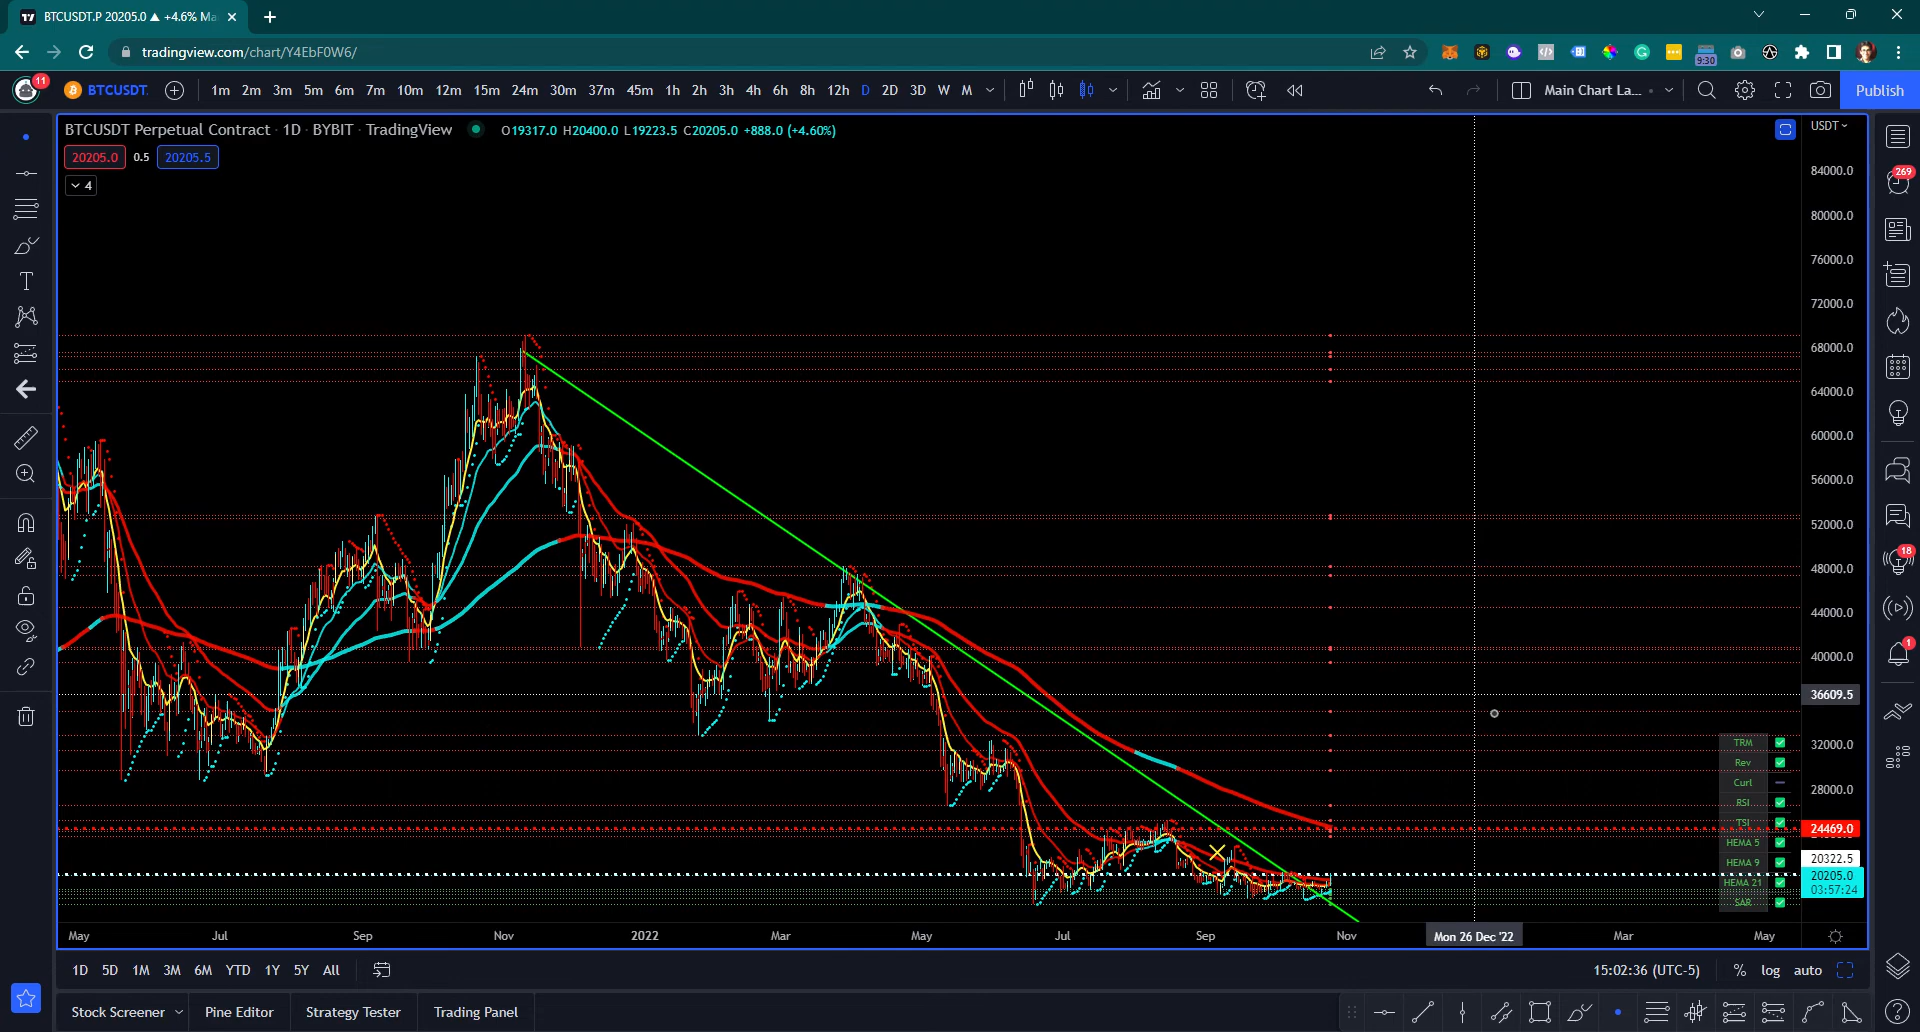 BTCUSDT.P 20205.0 ▲ +4.6% Ma
tradingview.com/chart/Y4EbF0W6/
9:30
11
BTCUSDT. 1m 2m 3m 5m 6m 7m 10m 12m 15m 24m 30m 37m 45m 1h 2h 3h 4h 6h 8h 12h D 2D 3D W M Main Chart La... Publish
BTCUSDT Perpetual Contract · 1D · BYBIT · TradingView O19317.0 H20400.0 L19223.5 C20205.0 +888.0 (+4.60%)
USDT
20205.0 0.5 20205.5
4
84000.0
80000.0
76000.0
72000.0
68000.0
64000.0
60000.0
56000.0
52000.0
48000.0
44000.0
40000.0
36609.5
32000.0
28000.0
24469.0
20322.5
20205.0
03:57:24
269
18
1
TRM
Rev
Curl
RSI
TSI
HEMA 5
HEMA 9
HEMA 21
SAR
May Jul Sep Nov 2022 Mar May Jul Sep Nov Mon 26 Dec '22 Mar May
1D 5D 1M 3M 6M YTD 1Y 5Y All 15:02:36 (UTC-5) % log auto
Stock Screener Pine Editor Strategy Tester Trading Panel